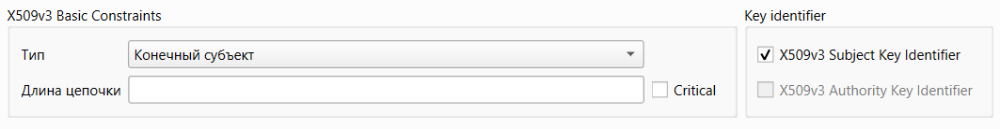 X509v3 Basic Constraints
Key identifier
Тип
Конечный субъект
X509v3 Subject Key Identifier
Длина цепочки
Critical
X509v3 Authority Key Identifier